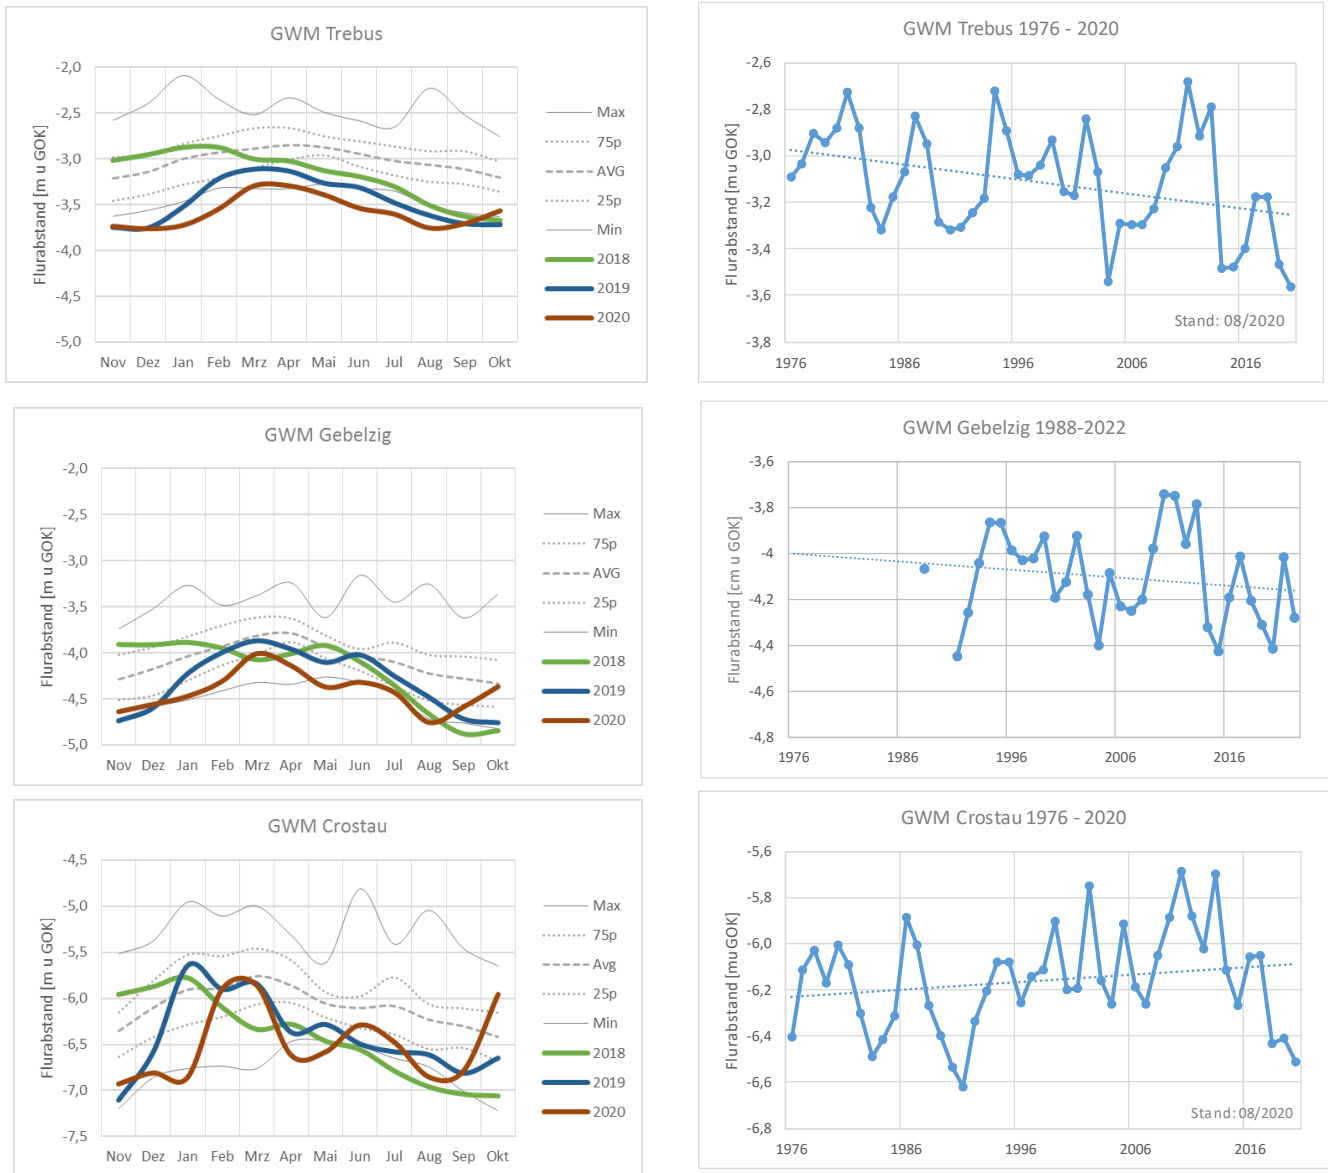 GWM Trebus
-2,0
-2,5
-3,0
-3,5
-4,0
-4,5
-5,0
Flurabstand [m u GOK]
Nov Dez Jan Feb Mrz Apr Mai Jun Jul Aug Sep Okt
Max
75p
AVG
25p
Min
2018
2019
2020
GWM Trebus 1976 - 2020
-2,6
-2,8
-3,0
-3,2
-3,4
-3,6
-3,8
Flurabstand [mu GOK]
1976 1986 1996 2006 2016
Stand: 08/2020
GWM Gebelzig
-2,0
-2,5
-3,0
-3,5
-4,0
-4,5
-5,0
Flurabstand [m u GOK]
Nov Dez Jan Feb Mrz Apr Mai Jun Jul Aug Sep Okt
Max
75p
AVG
25p
Min
2018
2019
2020
GWM Gebelzig 1988-2022
-3,6
-3,8
-4
-4,2
-4,4
-4,6
-4,8
Flurabstand [cm u GOK]
1976 1986 1996 2006 2016
GWM Crostau
-4,5
-5,0
-5,5
-6,0
-6,5
-7,0
-7,5
Flurabstand [m u GOK]
Nov Dez Jan Feb Mrz Apr Mai Jun Jul Aug Sep Okt
Max
75p
Avg
25p
Min
2018
2019
2020
GWM Crostau 1976 - 2020
-5,6
-5,8
-6,0
-6,2
-6,4
-6,6
-6,8
Flurabstand [muGOK]
1976 1986 1996 2006 2016
Stand: 08/2020